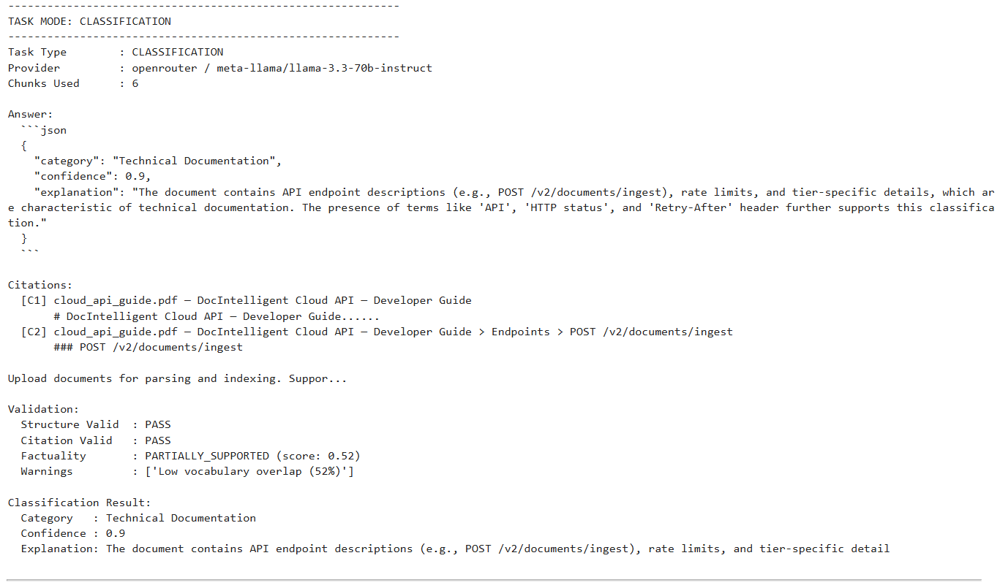 ------------------------------------------------------------
TASK MODE: CLASSIFICATION
------------------------------------------------------------
Task Type        : CLASSIFICATION
Provider         : openrouter / meta-llama/llama-3.3-70b-instruct
Chunks Used      : 6

Answer:
  ```json
  {
    "category": "Technical Documentation",
    "confidence": 0.9,
    "explanation": "The document contains API endpoint descriptions (e.g., POST /v2/documents/ingest), rate limits, and tier-specific details, which ar
e characteristic of technical documentation. The presence of terms like 'API', 'HTTP status', and 'Retry-After' header further supports this classifica
tion."
  }
  ```

Citations:
  [C1] cloud_api_guide.pdf — DocIntelligent Cloud API — Developer Guide
       # DocIntelligent Cloud API — Developer Guide......
  [C2] cloud_api_guide.pdf — DocIntelligent Cloud API — Developer Guide > Endpoints > POST /v2/documents/ingest
       ### POST /v2/documents/ingest

Upload documents for parsing and indexing. Suppor...

Validation:
  Structure Valid  : PASS
  Citation Valid   : PASS
  Factuality       : PARTIALLY_SUPPORTED (score: 0.52)
  Warnings         : ['Low vocabulary overlap (52%)']

Classification Result:
  Category   : Technical Documentation
  Confidence : 0.9
  Explanation: The document contains API endpoint descriptions (e.g., POST /v2/documents/ingest), rate limits, and tier-specific detail